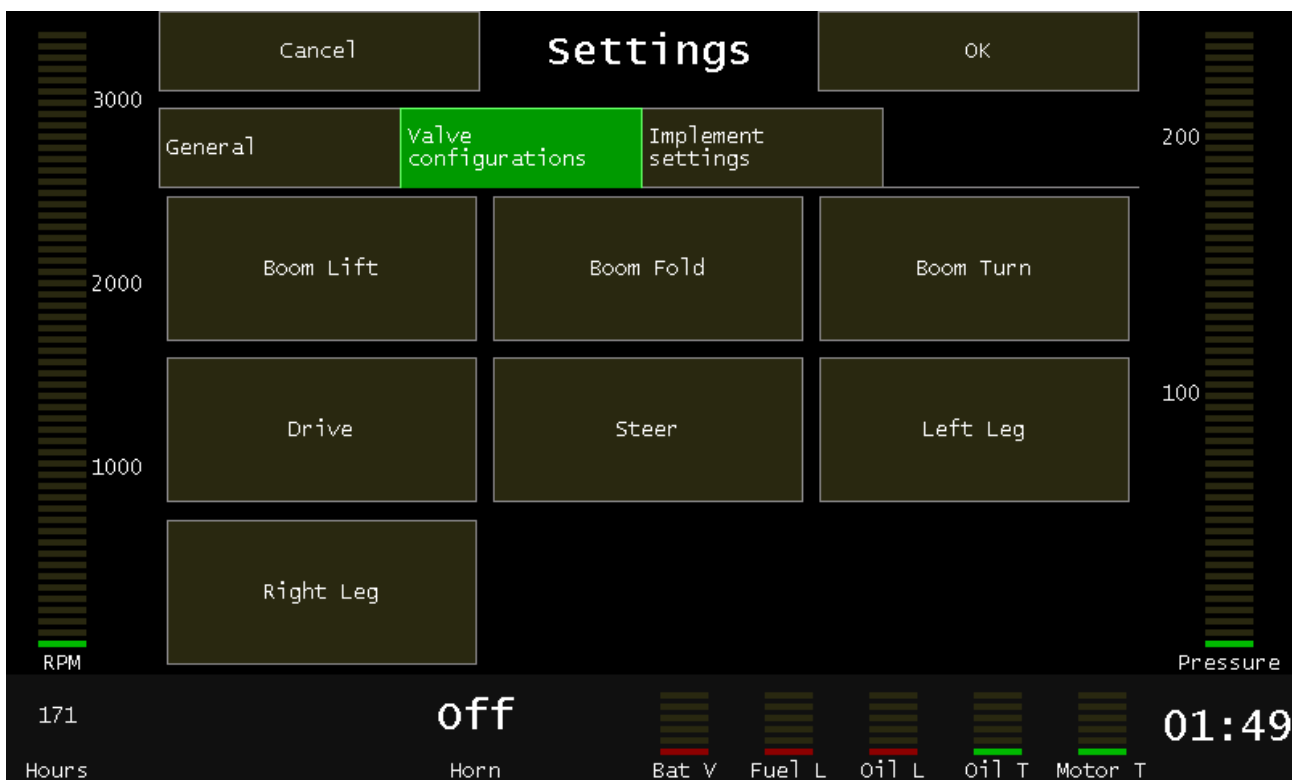 Cancel
Settings
OK
General
Valve
configurations
Implement
settings
3000
2000
1000
RPM
Boom Lift
Boom Fold
Boom Turn
Drive
Steer
Left Leg
Right Leg
200
100
Pressure
171
Hours
Off
Horn
Bat V
Fuel L
Oil L
Oil T
Motor T
01:49